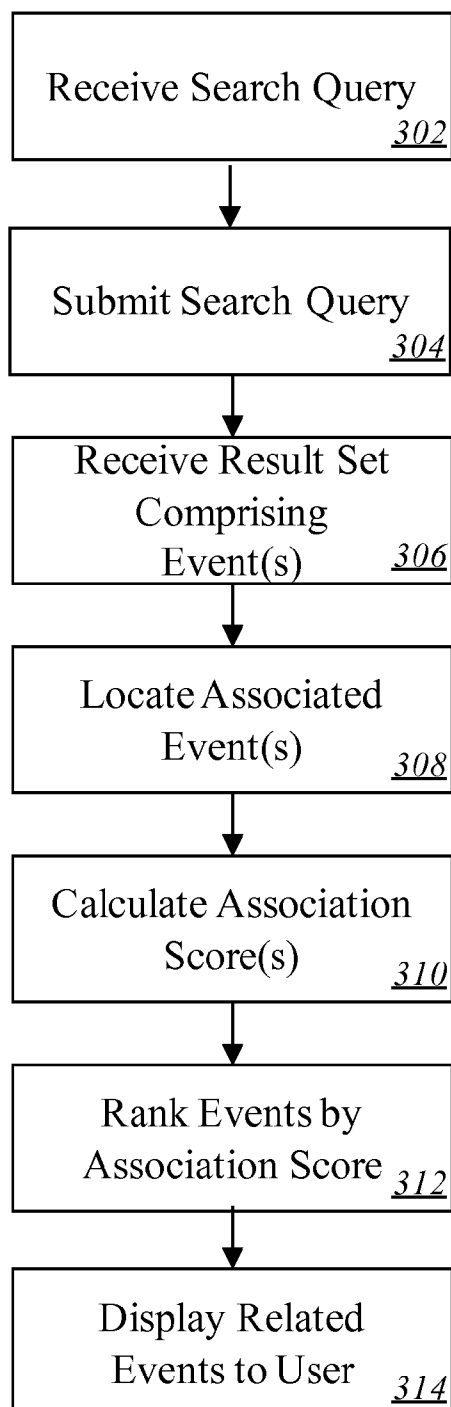 Receive Search Query
302
Submit Search Query
304
Receive Result Set
Comprising
Event(s)
306
Locate Associated
Event(s)
308
Calculate Association
Score(s)
310
Rank Events by
Association Score
312
Display Related
Events to User
314